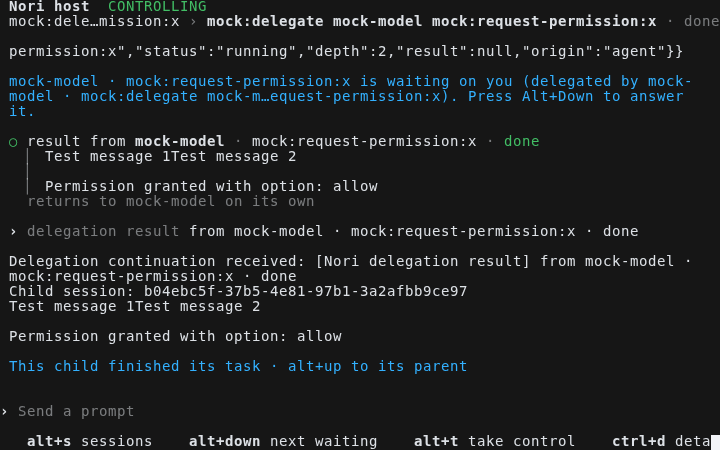 Nori host  CONTROLLING
mock:dele…mission:x › mock:delegate mock-model mock:request-permission:x · done
permission:x","status":"running","depth":2,"result":null,"origin":"agent"}}
mock-model · mock:request-permission:x is waiting on you (delegated by mock-
model · mock:delegate mock-m…equest-permission:x). Press Alt+Down to answer
it.
○ result from mock-model · mock:request-permission:x · done
│ Test message 1Test message 2
│
│ Permission granted with option: allow
returns to mock-model on its own
› delegation result from mock-model · mock:request-permission:x · done
Delegation continuation received: [Nori delegation result] from mock-model ·
mock:request-permission:x · done
Child session: b04ebc5f-37b5-4e81-97b1-3a2afbb9ce97
Test message 1Test message 2
Permission granted with option: allow
This child finished its task · alt+up to its parent
› Send a prompt
alt+s sessions    alt+down next waiting    alt+t take control    ctrl+d deta